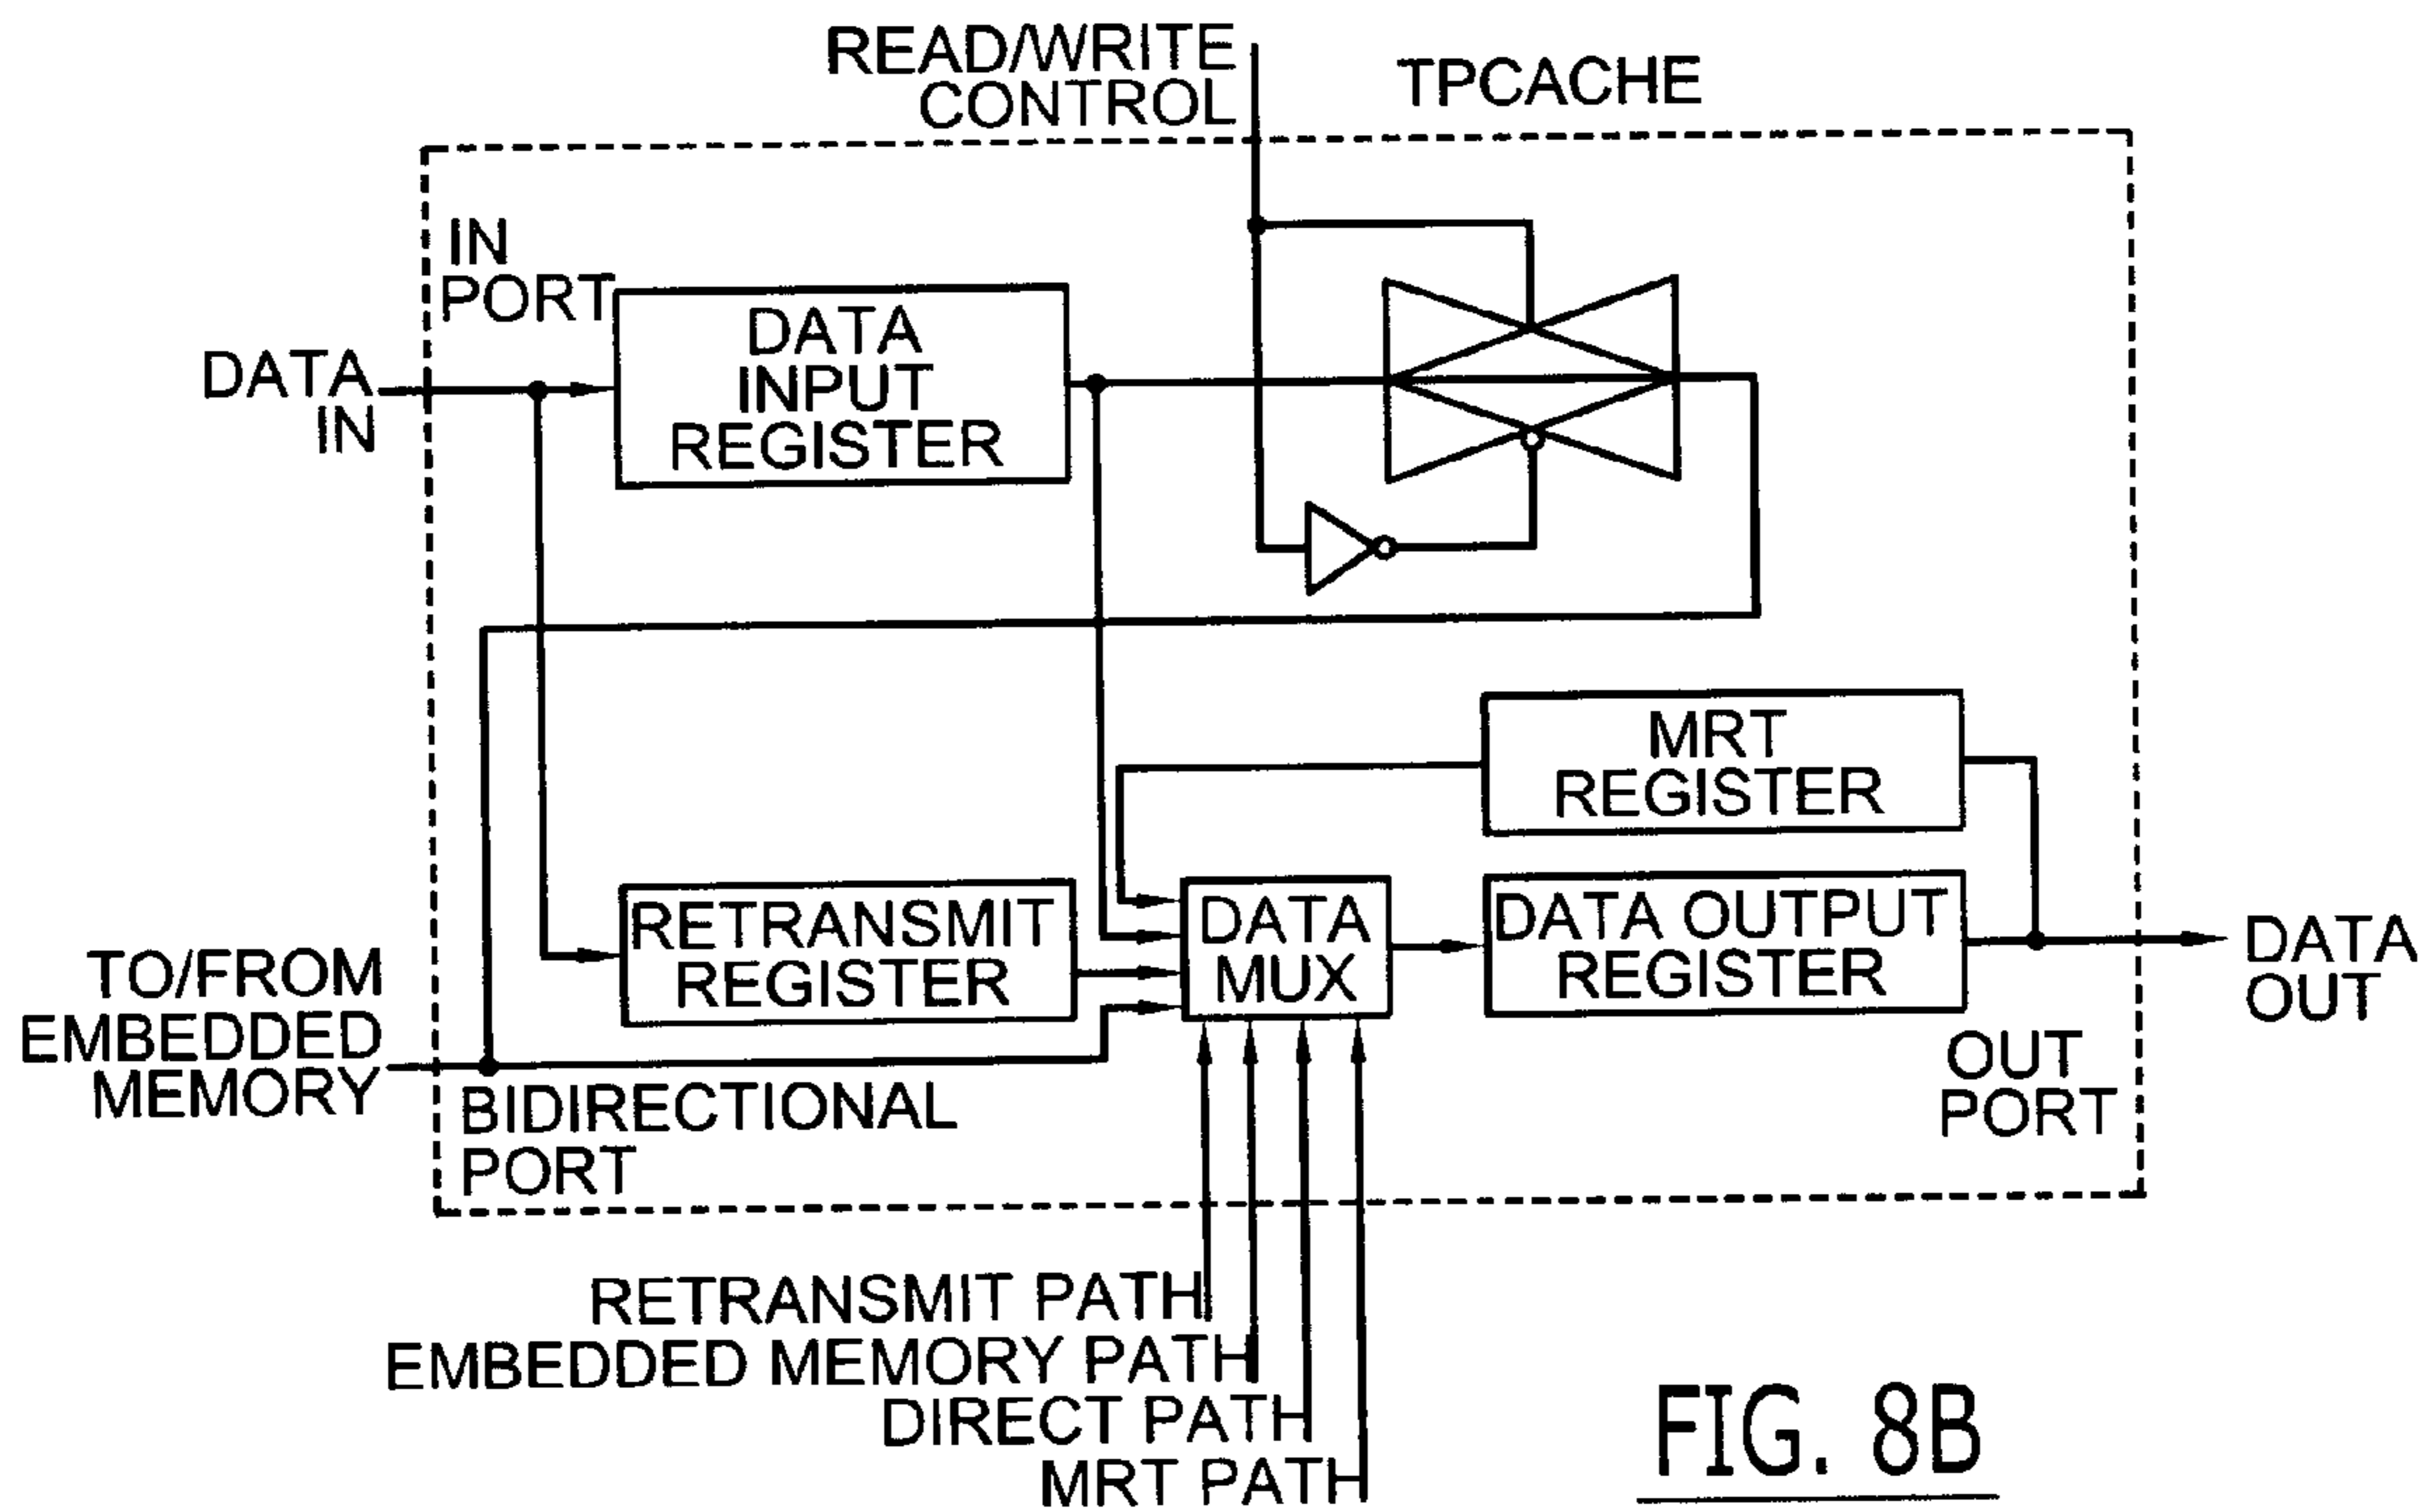 READ/WRITE
CONTROL
TPCACHE
IN
PORT
DATA
IN
DATA
INPUT
REGISTER
MRT
REGISTER
RETRANSMIT
REGISTER
DATA
MUX
DATA OUTPUT
REGISTER
DATA
OUT
TO/FROM
EMBEDDED
MEMORY
BIDIRECTIONAL
PORT
OUT
PORT
RETRANSMIT PATH
EMBEDDED MEMORY PATH
DIRECT PATH
MRT PATH
FIG. 8B